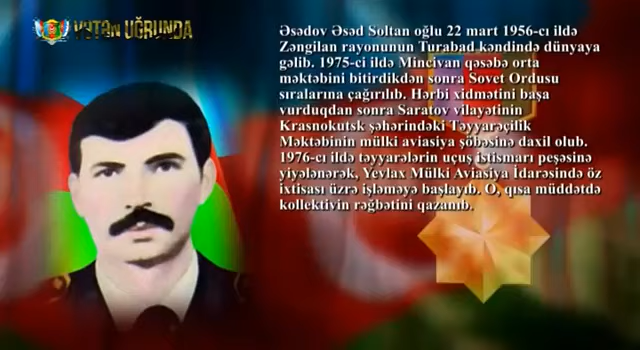 VƏTƏN UĞRUNDA
Əsədov Əsəd Soltan oğlu 22 mart 1956-cı ildə
Zəngilan rayonunun Turabad kəndində dünyaya
gəlib. 1975-ci ildə Mincivan qəsəbə orta
məktəbini bitirdikdən sonra Sovet Ordusu
sıralarına çağırılıb. Hərbi xidmətini başa
vurduqdan sonra Saratov vilayətinin
Krasnokutsk şəhərindəki Təyyarəçilik
Məktəbinin mülki aviasiya şöbəsinə daxil olub.
1976-cı ildə təyyarələrin uçuş istismarı peşəsinə
yiyələnərək, Yevlax Mülki Aviasiya İdarəsində öz
ixtisası üzrə işləməyə başlayıb. O, qısa müddətdə
kollektivin rəğbətini qazanıb.